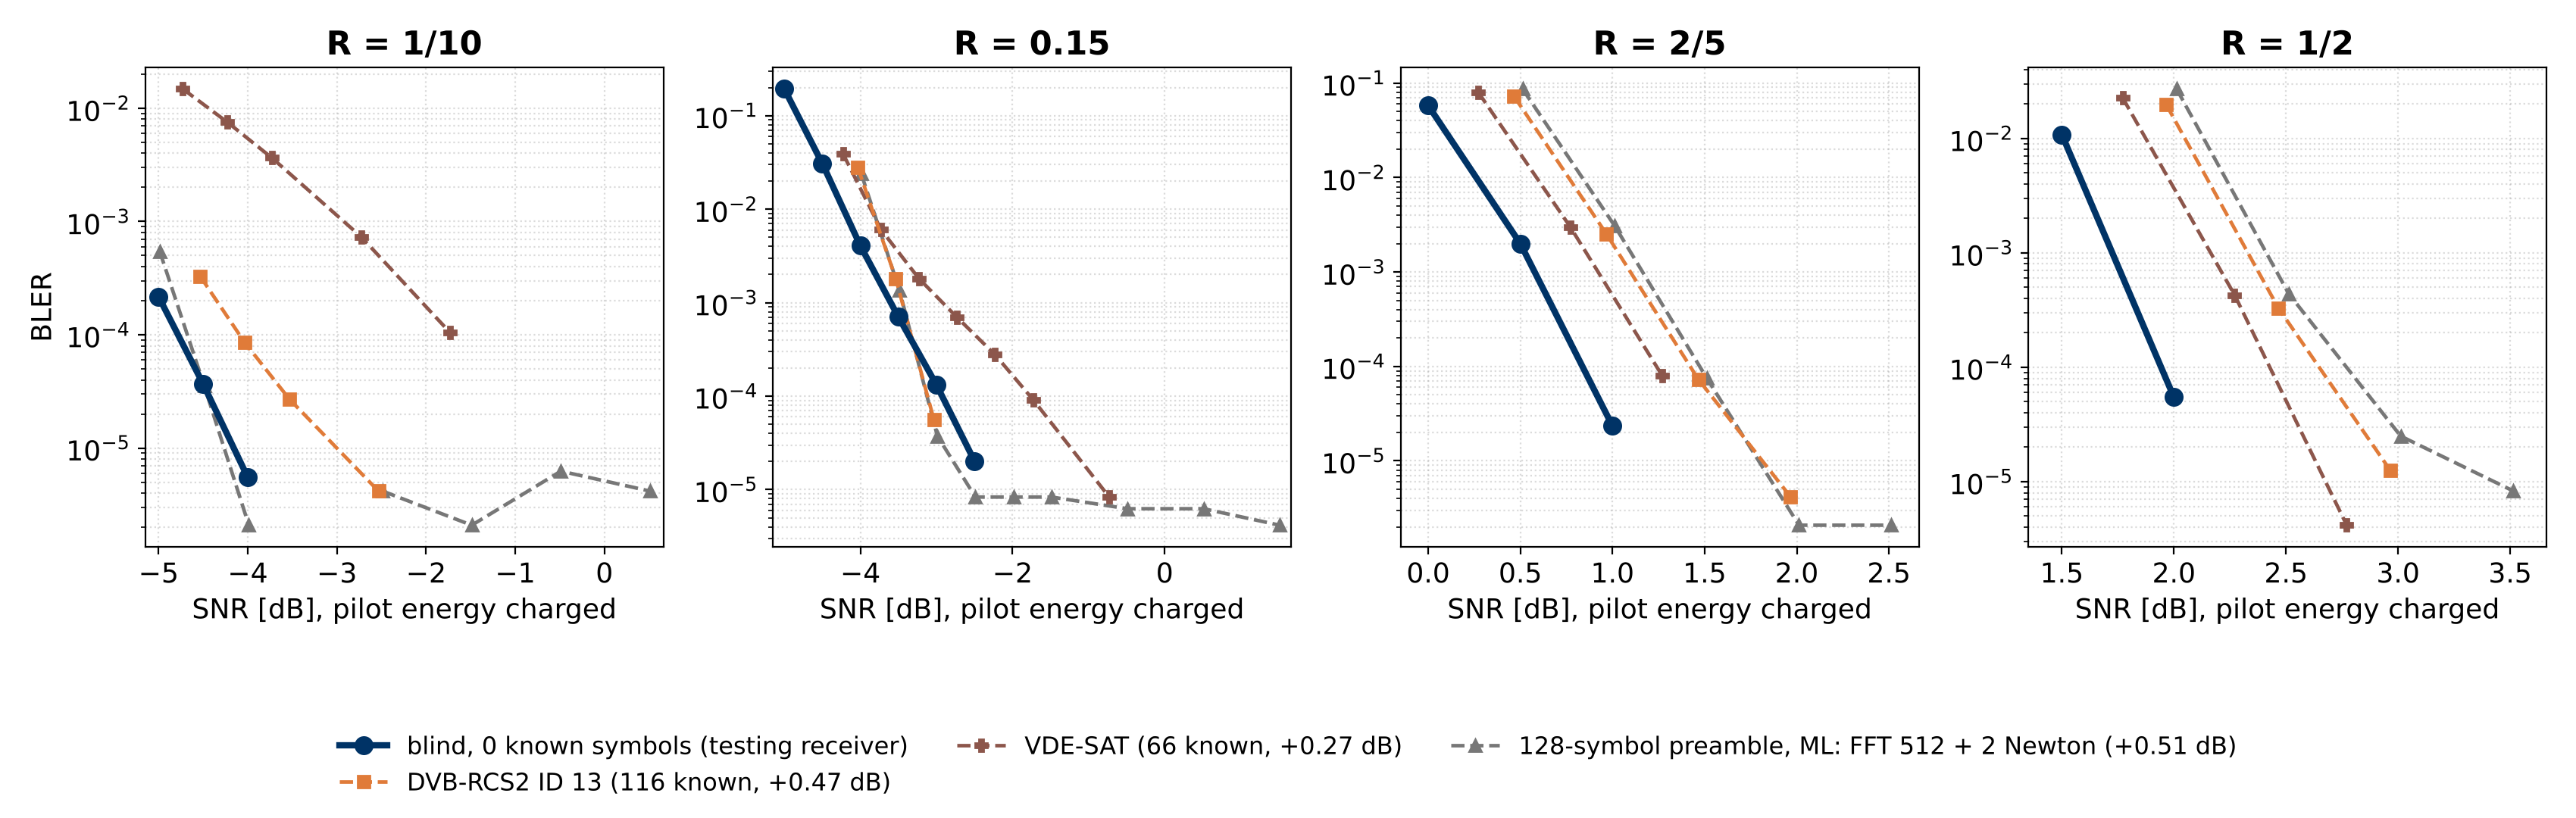 R = 1/10
R = 0.15
R = 2/5
R = 1/2
BLER
10⁻²
10⁻³
10⁻⁴
10⁻⁵
−5 −4 −3 −2 −1 0
SNR [dB], pilot energy charged
10⁻¹
10⁻²
10⁻³
10⁻⁴
10⁻⁵
−4 −2 0
SNR [dB], pilot energy charged
10⁻¹
10⁻²
10⁻³
10⁻⁴
10⁻⁵
0.0 0.5 1.0 1.5 2.0 2.5
SNR [dB], pilot energy charged
10⁻²
10⁻³
10⁻⁴
10⁻⁵
1.5 2.0 2.5 3.0 3.5
SNR [dB], pilot energy charged
blind, 0 known symbols (testing receiver)
DVB-RCS2 ID 13 (116 known, +0.47 dB)
VDE-SAT (66 known, +0.27 dB)
128-symbol preamble, ML: FFT 512 + 2 Newton (+0.51 dB)